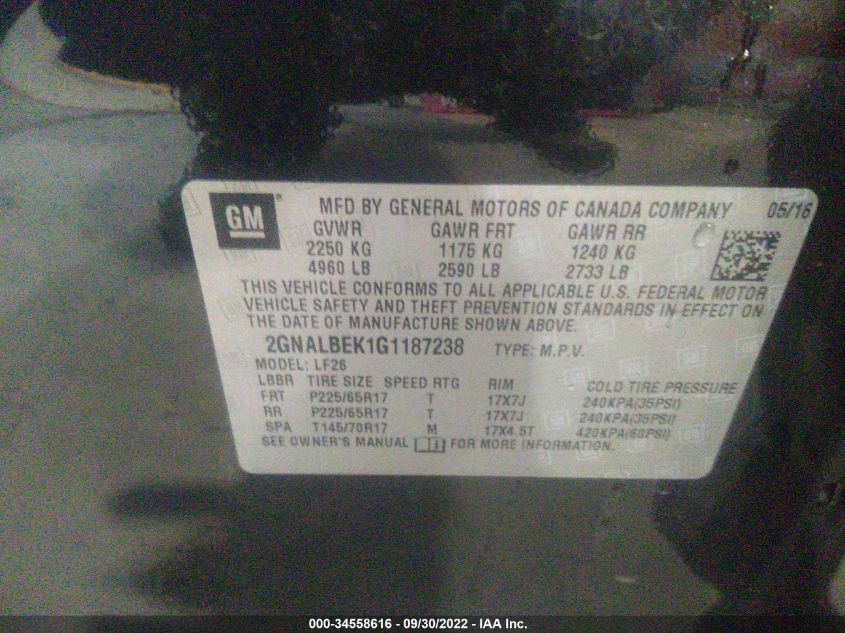 GM
MFD BY GENERAL MOTORS OF CANADA COMPANY 05/16
GVWR GAWR FRT GAWR RR
2250 KG 1175 KG 1240 KG
4960 LB 2590 LB 2733 LB
THIS VEHICLE CONFORMS TO ALL APPLICABLE U.S. FEDERAL MOTOR
VEHICLE SAFETY AND THEFT PREVENTION STANDARDS IN EFFECT ON
THE DATE OF MANUFACTURE SHOWN ABOVE.
2GNALBEK1G1187238 TYPE: M.P.V.
MODEL: LF26
LBBR TIRE SIZE SPEED RTG RIM COLD TIRE PRESSURE
FRT P225/65R17 T 17X7J 240KPA(35PSI)
RR P225/65R17 T 17X7J 240KPA(35PSI)
SPA T145/70R17 M 17X4.5T 420KPA(60PSI)
SEE OWNER'S MANUAL FOR MORE INFORMATION.
000-34558616 - 09/30/2022 - IAA Inc.